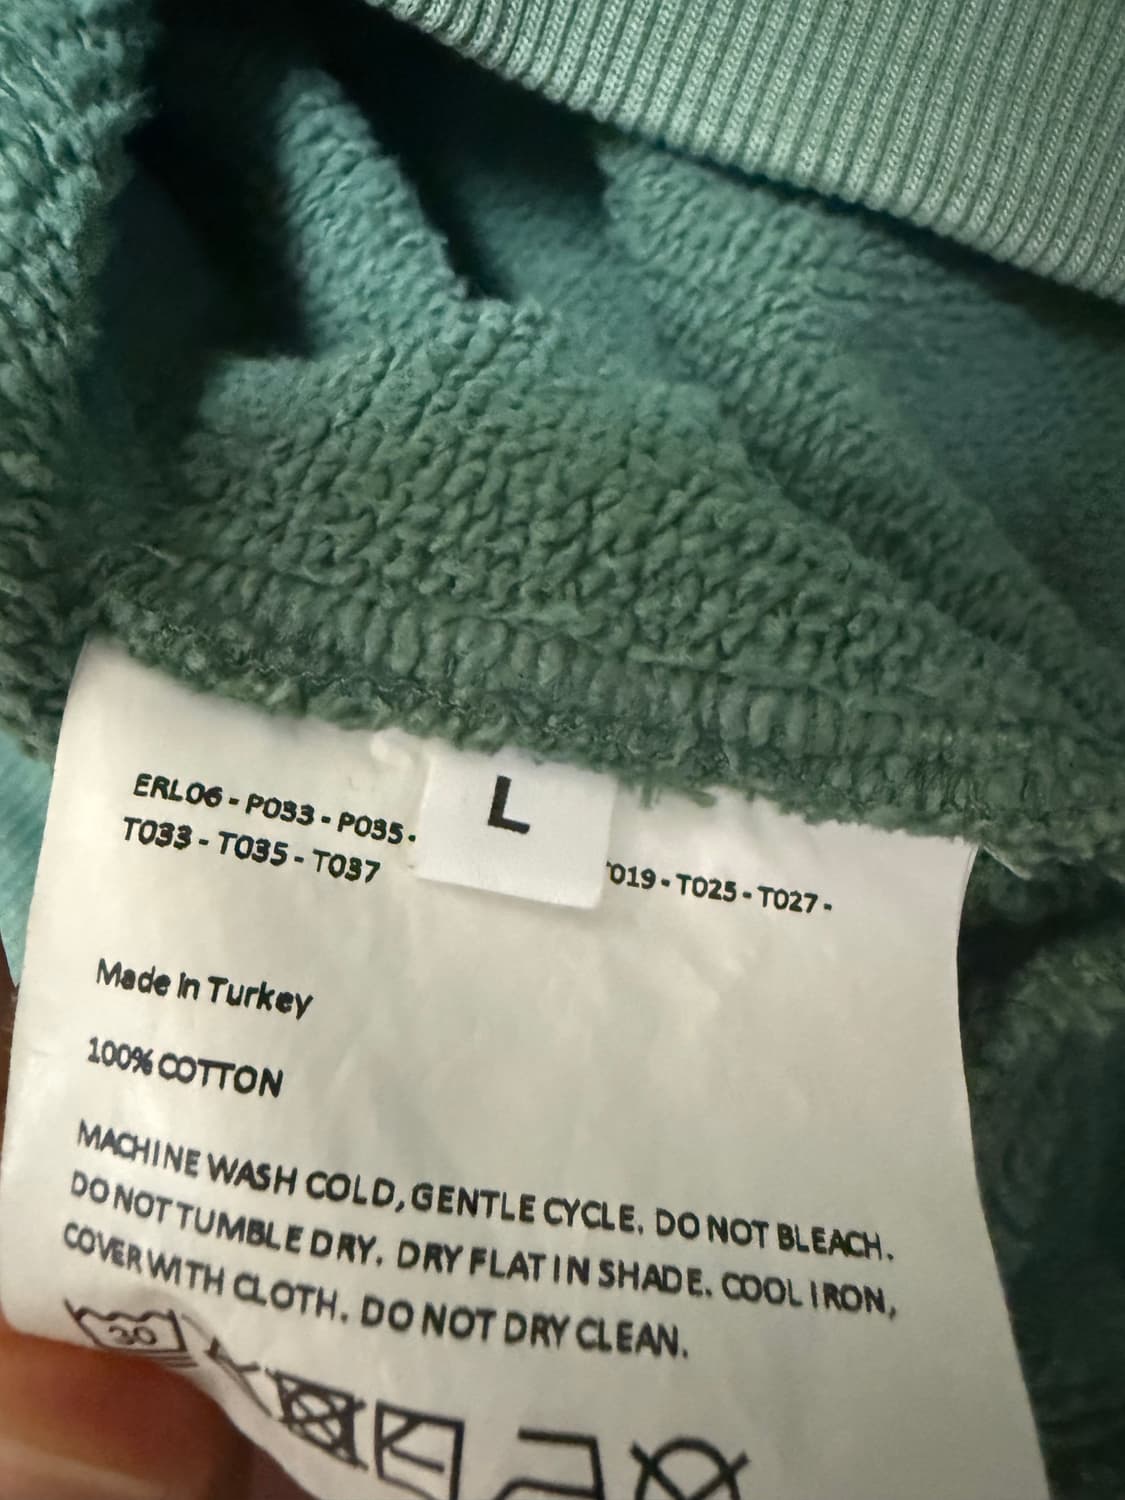 L
ERL06 - P033 - P035 -
019 - T025 - T027 -
T033 - T035 - T037
Made in Turkey
100% COTTON
MACHINE WASH COLD, GENTLE CYCLE. DO NOT BLEACH.
DO NOT TUMBLE DRY. DRY FLAT IN SHADE. COOL IRON,
COVER WITH CLOTH. DO NOT DRY CLEAN.
30